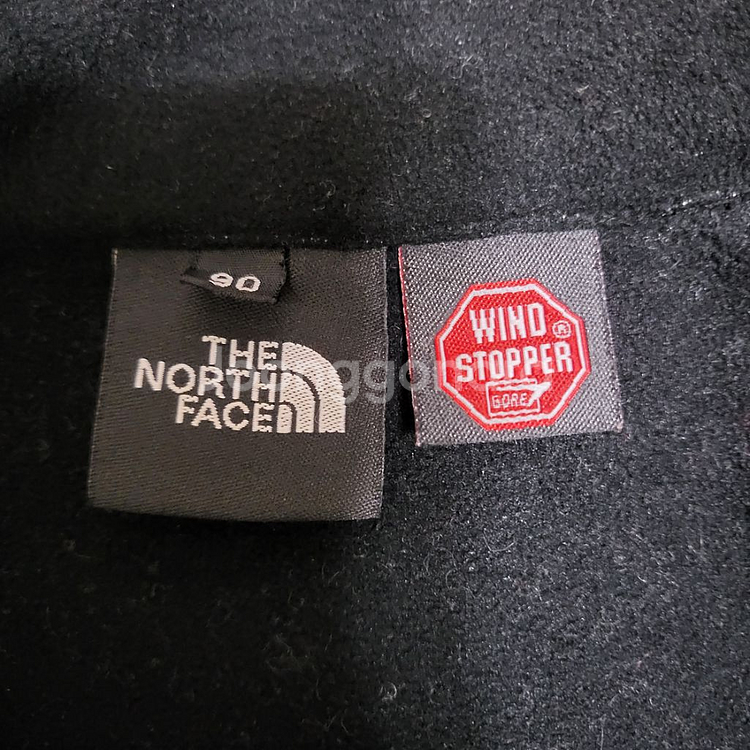 90
THE
NORTH
FACE
WIND ®
STOPPER
GORE